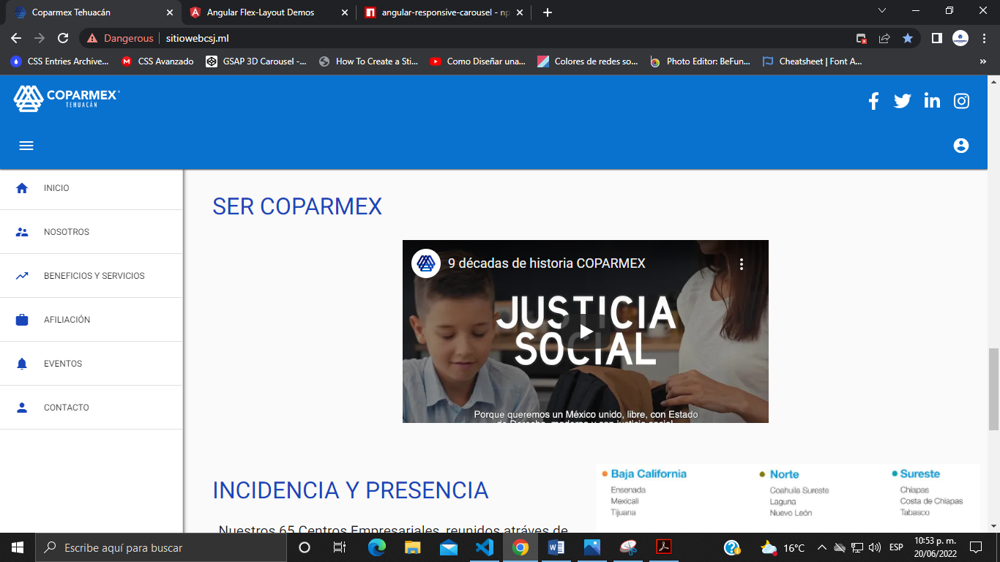 Coparmex Tehuacán
Angular Flex-Layout Demos
angular-responsive-carousel - np
Dangerous
sitiowebcsj.ml
CSS Entries Archive...
CSS Avanzado
GSAP 3D Carousel -...
How To Create a Sti...
Como Diseñar una...
Colores de redes so...
Photo Editor: BeFun...
Cheatsheet | Font A...
»
COPARMEX
TEHUACÁN
INICIO
NOSOTROS
BENEFICIOS Y SERVICIOS
AFILIACIÓN
EVENTOS
CONTACTO
SER COPARMEX
9 décadas de historia COPARMEX
JUSTICIA
SOCIAL
Porque queremos un México unido, libre, con Estado
de Derecho, moderno y con justicia social
INCIDENCIA Y PRESENCIA
Nuestros 65 Centros Empresariales, reunidos atráves de
Baja California
Ensenada
Mexicali
Tijuana
Norte
Coahuila Sureste
Laguna
Nuevo León
Sureste
Chiapas
Costa de Chiapas
Tabasco
Escribe aquí para buscar
16°C
ESP
10:53 p. m.
20/06/2022